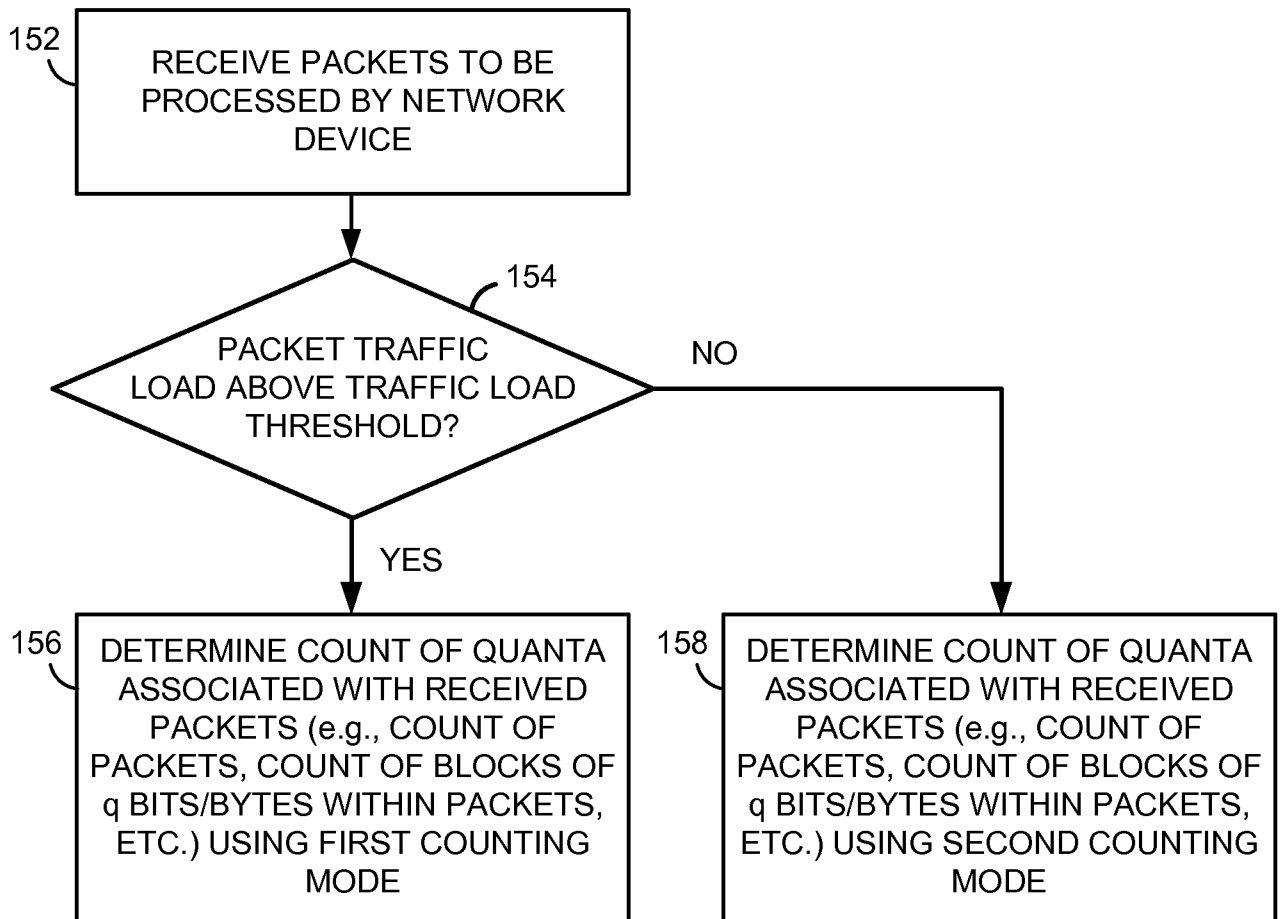 152
RECEIVE PACKETS TO BE
PROCESSED BY NETWORK
DEVICE
154
PACKET TRAFFIC
LOAD ABOVE TRAFFIC LOAD
THRESHOLD?
NO
YES
156
DETERMINE COUNT OF QUANTA
ASSOCIATED WITH RECEIVED
PACKETS (e.g., COUNT OF
PACKETS, COUNT OF BLOCKS OF
q BITS/BYTES WITHIN PACKETS,
ETC.) USING FIRST COUNTING
MODE
158
DETERMINE COUNT OF QUANTA
ASSOCIATED WITH RECEIVED
PACKETS (e.g., COUNT OF
PACKETS, COUNT OF BLOCKS OF
q BITS/BYTES WITHIN PACKETS,
ETC.) USING SECOND COUNTING
MODE